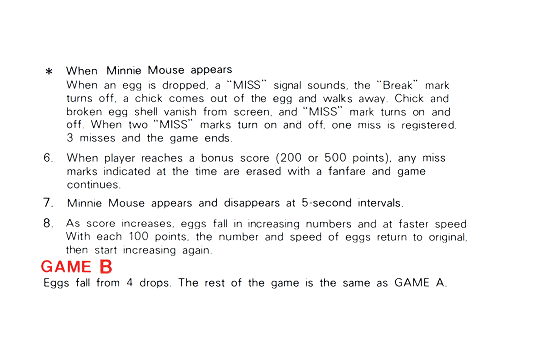 * When Minnie Mouse appears
When an egg is dropped, a "MISS" signal sounds, the "Break" mark
turns off, a chick comes out of the egg and walks away. Chick and
broken egg shell vanish from screen, and "MISS" mark turns on and
off. When two "MISS" marks turn on and off, one miss is registered.
3 misses and the game ends.
6. When player reaches a bonus score (200 or 500 points), any miss
marks indicated at the time are erased with a fanfare and game
continues.
7. Minnie Mouse appears and disappears at 5-second intervals.
8. As score increases, eggs fall in increasing numbers and at faster speed
With each 100 points, the number and speed of eggs return to original,
then start increasing again.
GAME B
Eggs fall from 4 drops. The rest of the game is the same as GAME A.